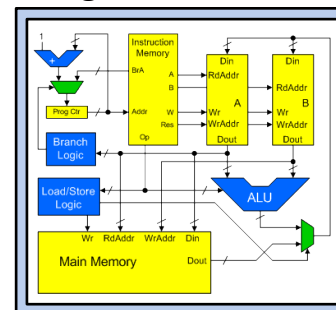 1
+
Prog Ctr
Instruction
Memory
BrA
A
B
Addr
W
Res
Op
Din
RdAddr
A
Wr
WrAddr
Dout
Din
RdAddr
B
Wr
WrAddr
Dout
Branch
Logic
Load/Store
Logic
ALU
Wr RdAddr WrAddr Din
Main Memory
Dout